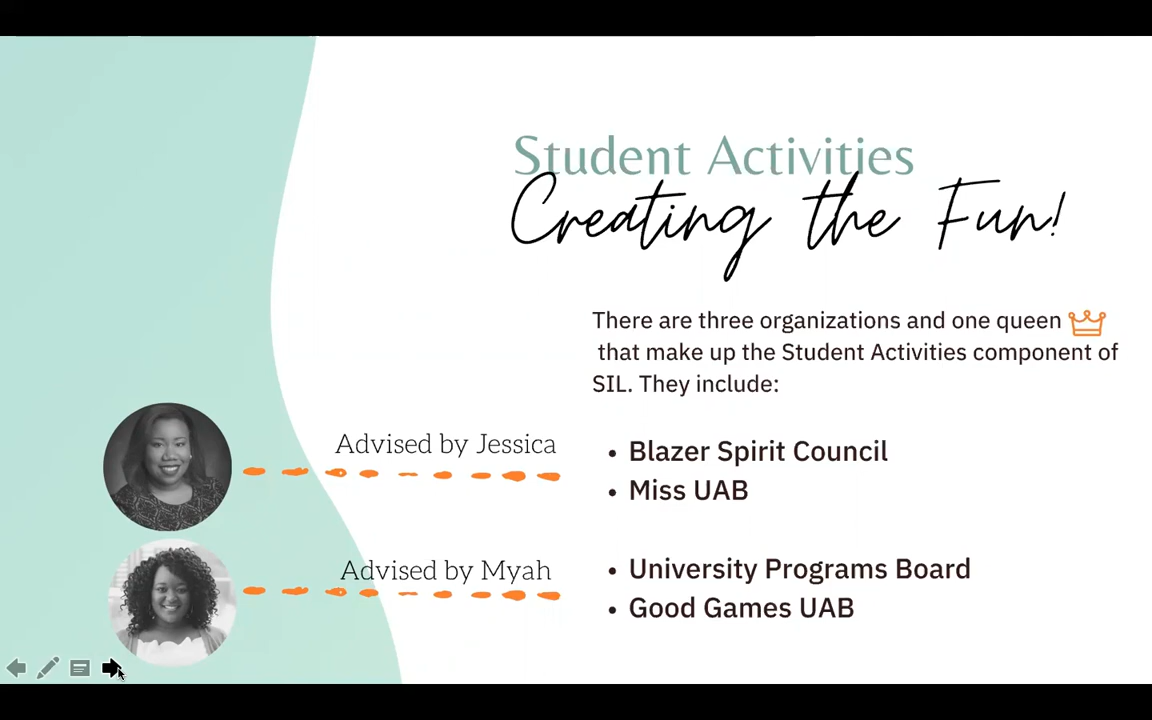 Student Activities
Creating the Fun!
There are three organizations and one queen
that make up the Student Activities component of
SIL. They include:
Advised by Jessica
• Blazer Spirit Council
• Miss UAB
Advised by Myah
• University Programs Board
• Good Games UAB